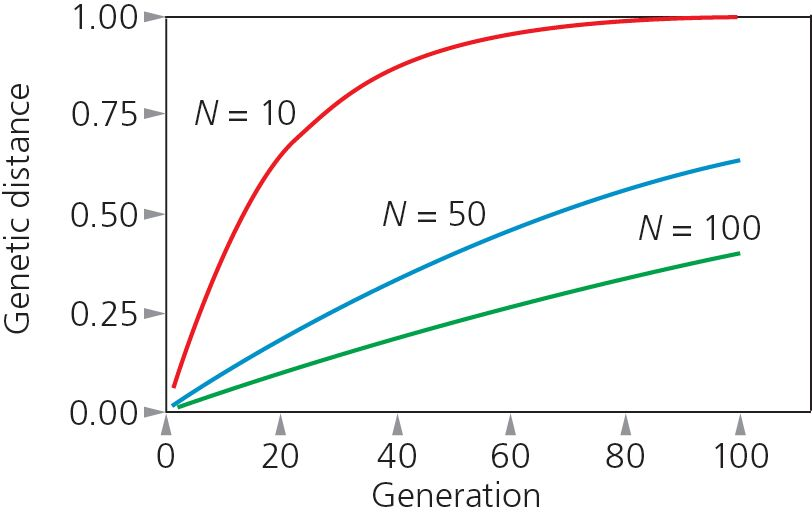 1.00
0.75
0.50
0.25
0.00
Genetic distance
N = 10
N = 50
N = 100
0 20 40 60 80 100
Generation